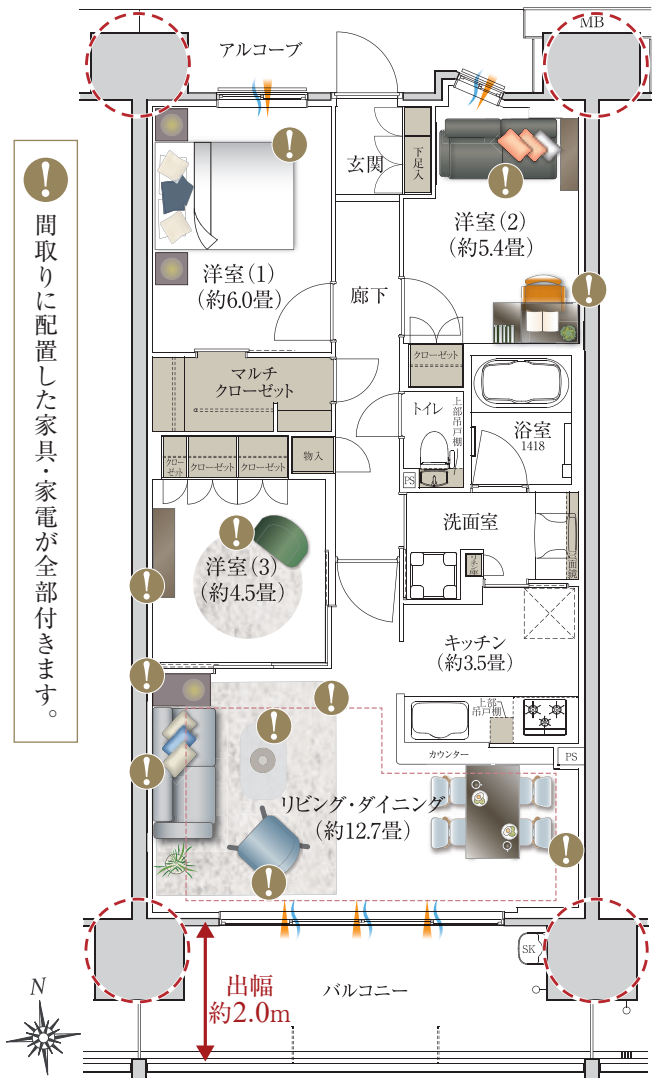 MB
アルコーブ
玄関
下足入
洋室(2)
(約5.4畳)
洋室(1)
(約6.0畳)
廊下
!
間取りに配置した家具・家電が全部付きます。
マルチ
クローゼット
クローゼット
トイレ
上部吊戸棚
浴室
1418
PS
クロー
ゼット
クローゼット
クローゼット
物入
洗面室
洋室(3)
(約4.5畳)
キッチン
(約3.5畳)
上部
吊戸棚
カウンター
PS
リビング・ダイニング
(約12.7畳)
SK
出幅
約2.0m
バルコニー
N